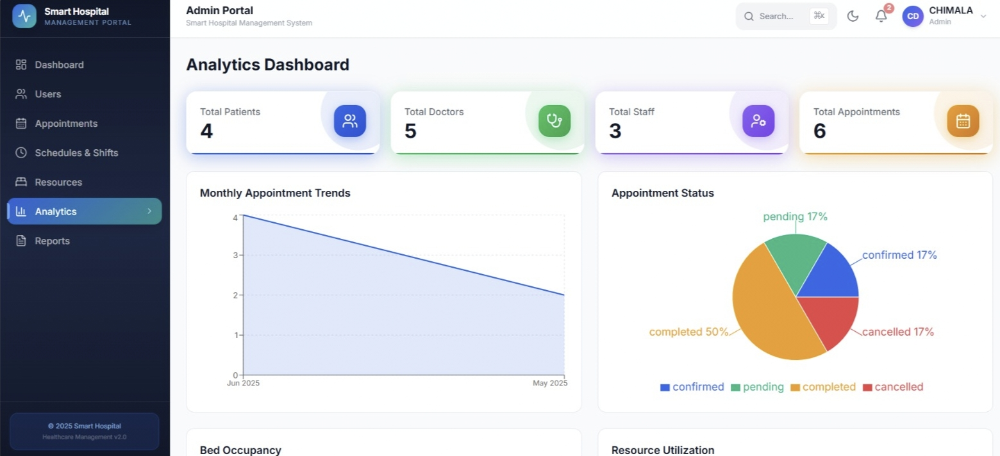 Smart Hospital
MANAGEMENT PORTAL
Dashboard
Users
Appointments
Schedules & Shifts
Resources
Analytics
Reports
© 2025 Smart Hospital
Healthcare Management v2.0
Admin Portal
Smart Hospital Management System
Search...
⌘K
2
CD
CHIMALA
Admin
Analytics Dashboard
Total Patients
4
Total Doctors
5
Total Staff
3
Total Appointments
6
Monthly Appointment Trends
4
3
2
1
0
Jun 2025
May 2025
Appointment Status
pending 17%
confirmed 17%
completed 50%
cancelled 17%
confirmed pending completed cancelled
Bed Occupancy
Resource Utilization